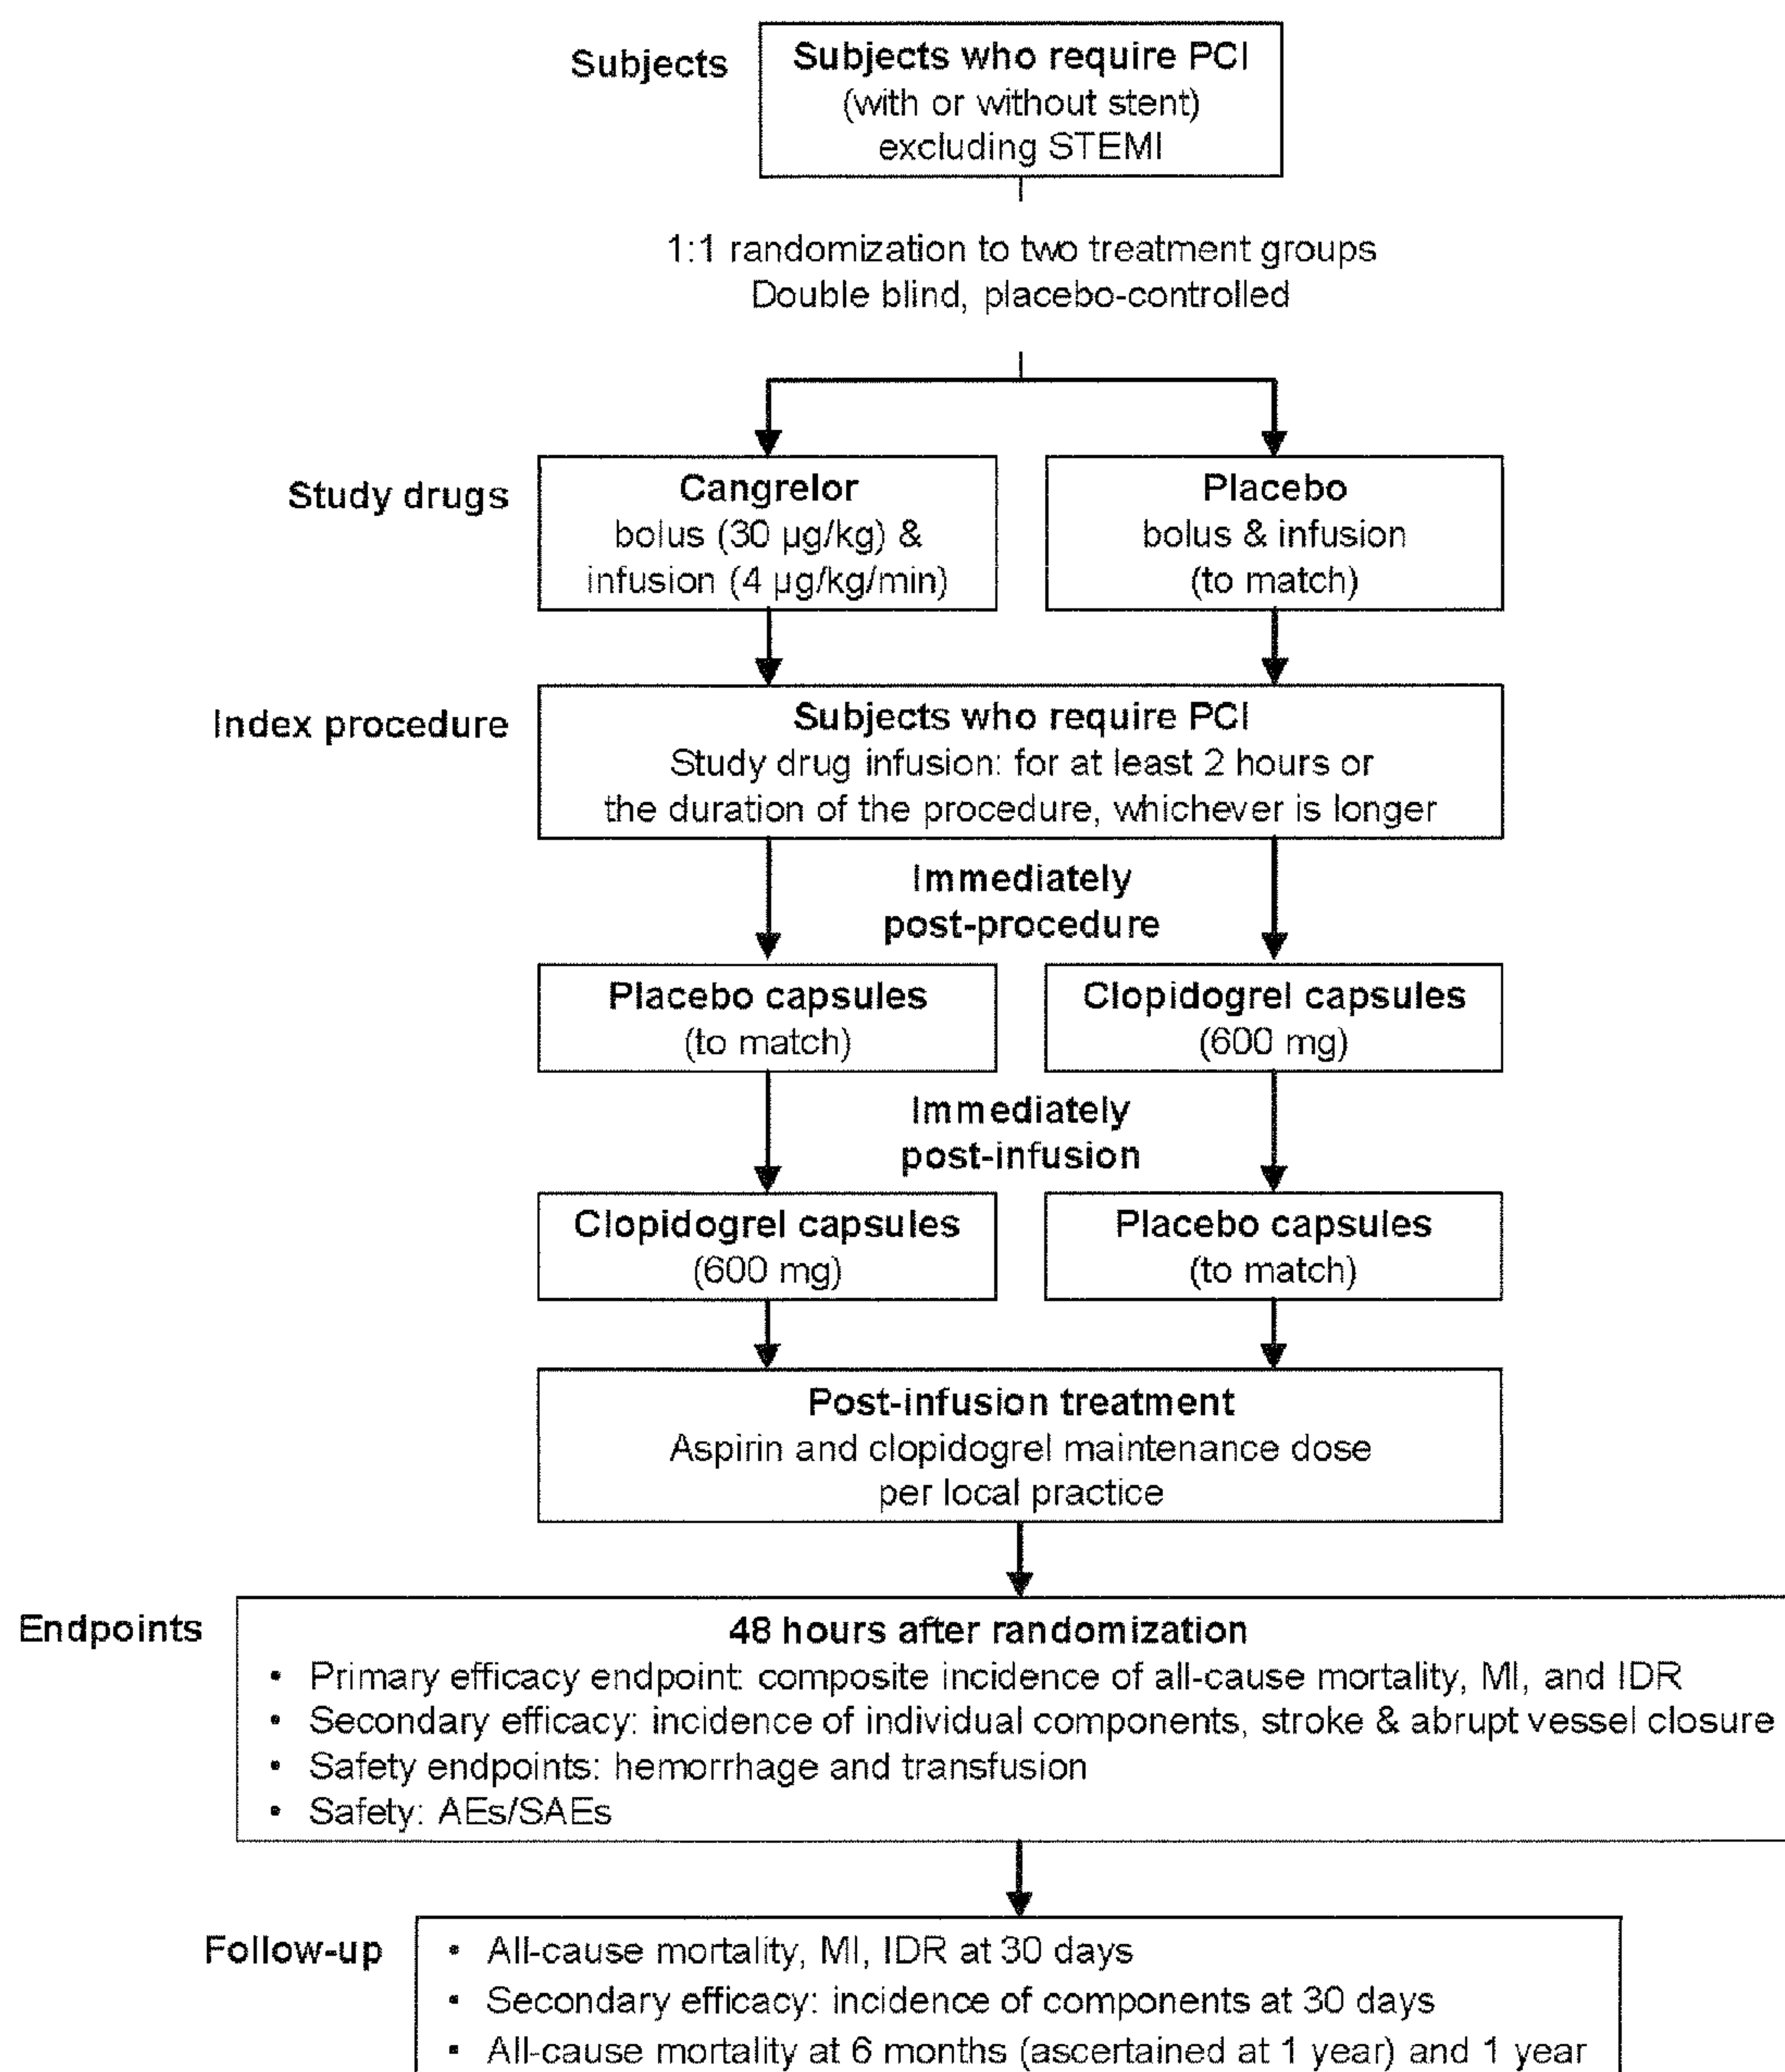 Subjects
Subjects who require PCI
(with or without stent)
excluding STEMI
1:1 randomization to two treatment groups
Double blind, placebo-controlled
Study drugs
Cangrelor
bolus (30 µg/kg) &
infusion (4 µg/kg/min)
Placebo
bolus & infusion
(to match)
Index procedure
Subjects who require PCI
Study drug infusion: for at least 2 hours or
the duration of the procedure, whichever is longer
Immediately
post-procedure
Placebo capsules
(to match)
Clopidogrel capsules
(600 mg)
Immediately
post-infusion
Clopidogrel capsules
(600 mg)
Placebo capsules
(to match)
Post-infusion treatment
Aspirin and clopidogrel maintenance dose
per local practice
Endpoints
48 hours after randomization
• Primary efficacy endpoint: composite incidence of all-cause mortality, MI, and IDR
• Secondary efficacy: incidence of individual components, stroke & abrupt vessel closure
• Safety endpoints: hemorrhage and transfusion
• Safety: AEs/SAEs
Follow-up
• All-cause mortality, MI, IDR at 30 days
• Secondary efficacy: incidence of components at 30 days
• All-cause mortality at 6 months (ascertained at 1 year) and 1 year